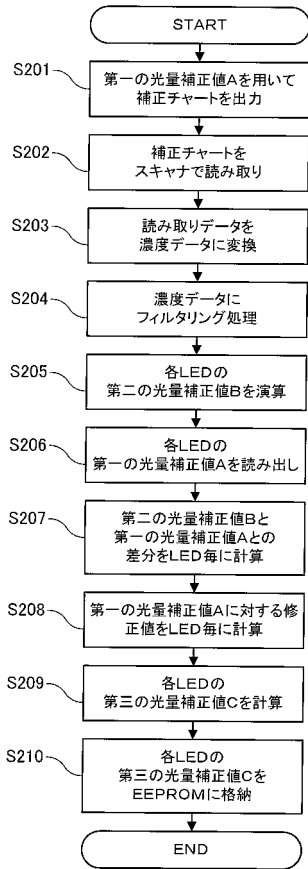 START
S201
第一の光量補正値Aを用いて
補正チャートを出力
S202
補正チャートを
スキャナで読み取り
S203
読み取りデータを
濃度データに変換
S204
濃度データに
フィルタリング処理
S205
各LEDの
第二の光量補正値Bを演算
S206
各LEDの
第一の光量補正値Aを読み出し
S207
第二の光量補正値Bと
第一の光量補正値Aとの
差分をLED毎に計算
S208
第一の光量補正値Aに対する修
正値をLED毎に計算
S209
各LEDの
第三の光量補正値Cを計算
S210
各LEDの
第三の光量補正値Cを
EEPROMに格納
END